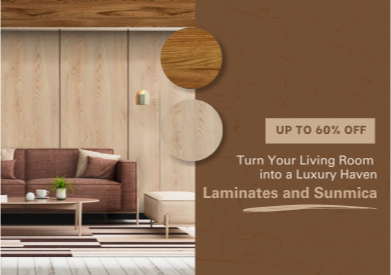 UP TO 60% OFF
Turn Your Living Room
into a Luxury Haven
Laminates and Sunmica